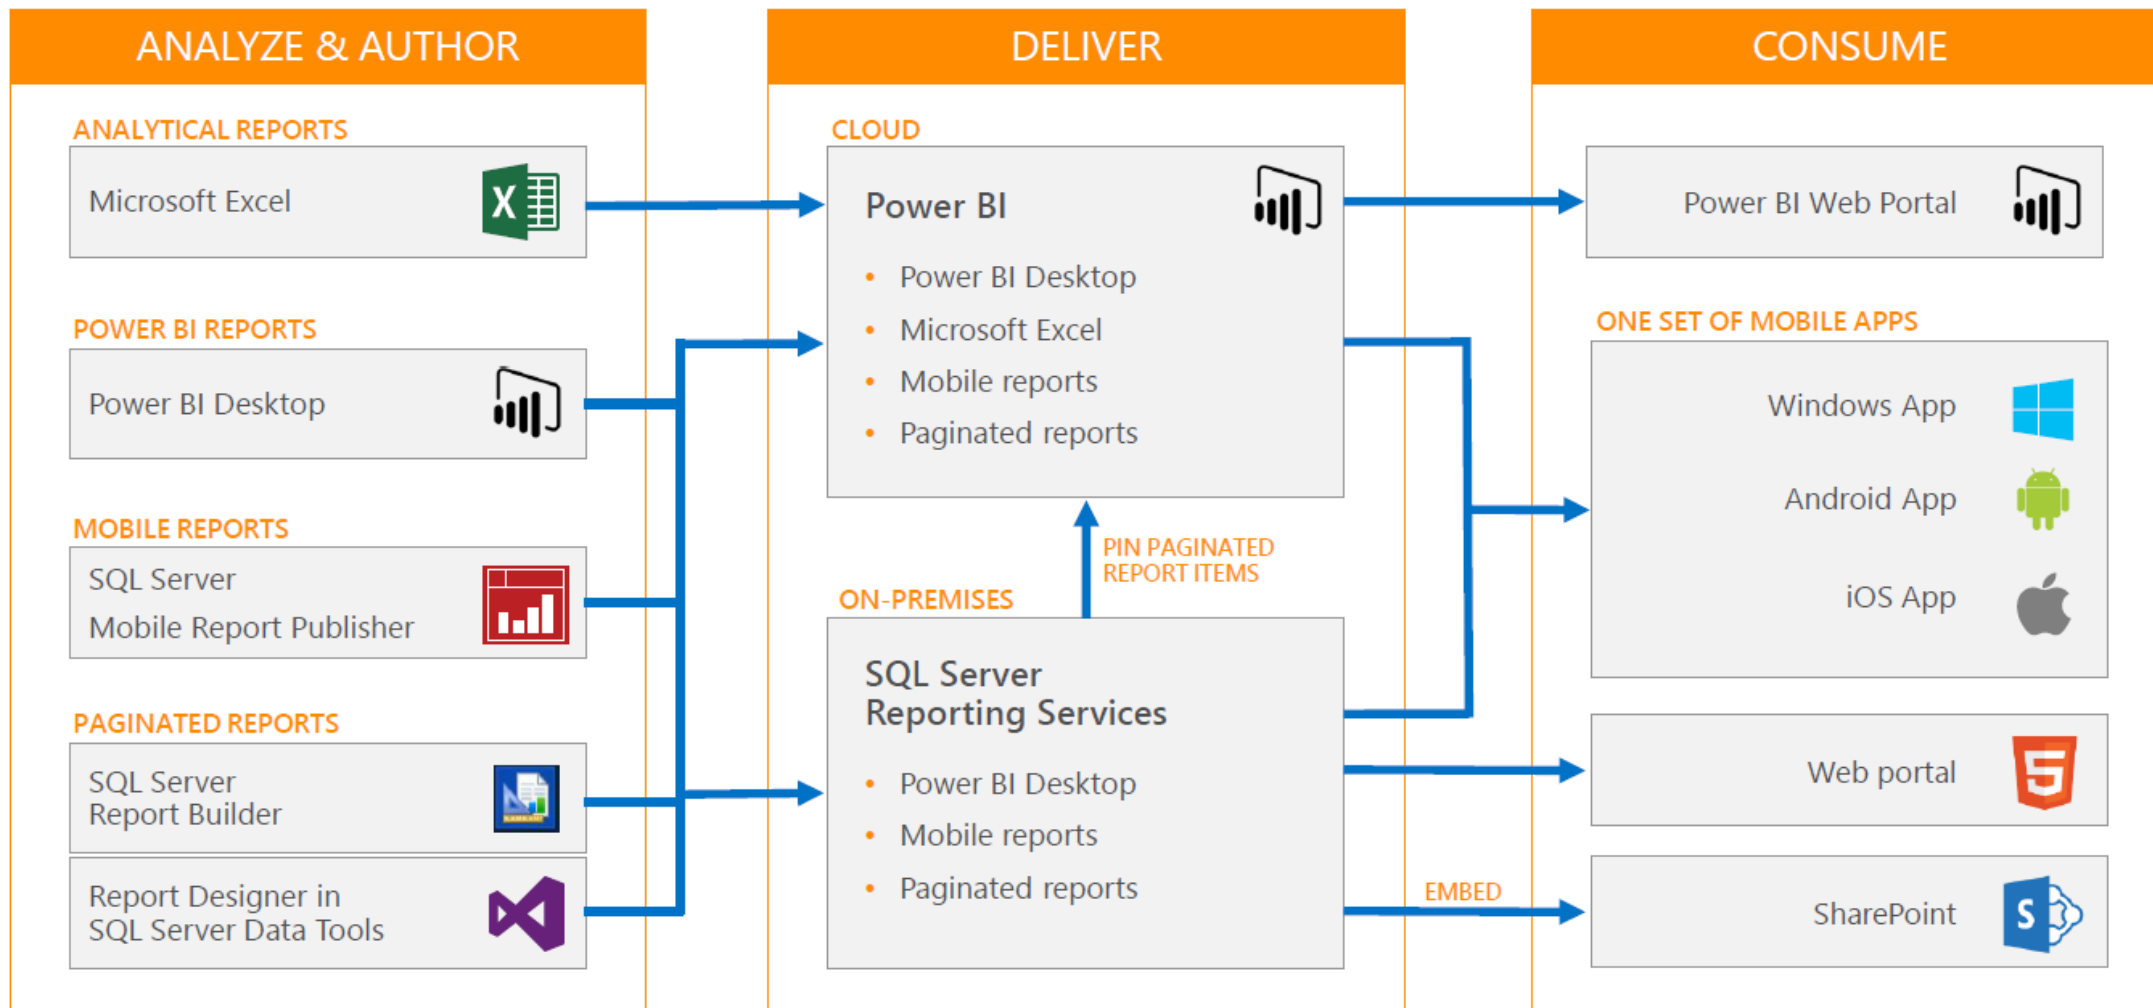 ANALYZE & AUTHOR
ANALYTICAL REPORTS
Microsoft Excel
X
POWER BI REPORTS
Power BI Desktop
MOBILE REPORTS
SQL Server
Mobile Report Publisher
PAGINATED REPORTS
SQL Server
Report Builder
Report Designer in
SQL Server Data Tools
DELIVER
CLOUD
Power BI
• Power BI Desktop
• Microsoft Excel
• Mobile reports
• Paginated reports
PIN PAGINATED
REPORT ITEMS
ON-PREMISES
SQL Server
Reporting Services
• Power BI Desktop
• Mobile reports
• Paginated reports
EMBED
CONSUME
Power BI Web Portal
ONE SET OF MOBILE APPS
Windows App
Android App
iOS App
Web portal
5
SharePoint
S